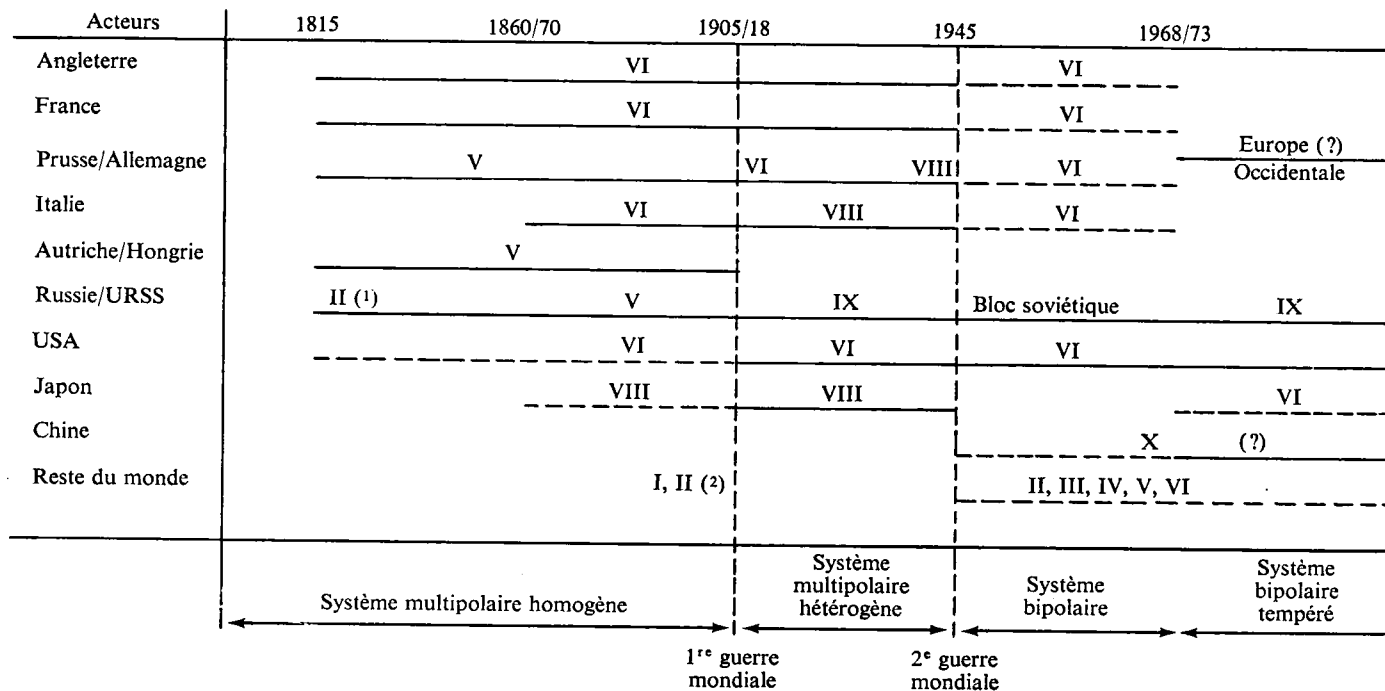 Acteurs 1815 1860/70 1905/18 1945 1968/73
Angleterre VI VI
France VI VI
Europe (?)
Prusse/Allemagne V VI VIII VI
Occidentale
Italie VI VIII VI
Autriche/Hongrie V
Russie/URSS II (1) V IX Bloc soviétique IX
USA VI VI VI
Japon VIII VIII VI
Chine X (?)
Reste du monde I, II (2) II, III, IV, V, VI
Système multipolaire homogène
Système
multipolaire
hétérogène
Système
bipolaire
Système
bipolaire
tempéré
1re guerre
mondiale
2e guerre
mondiale